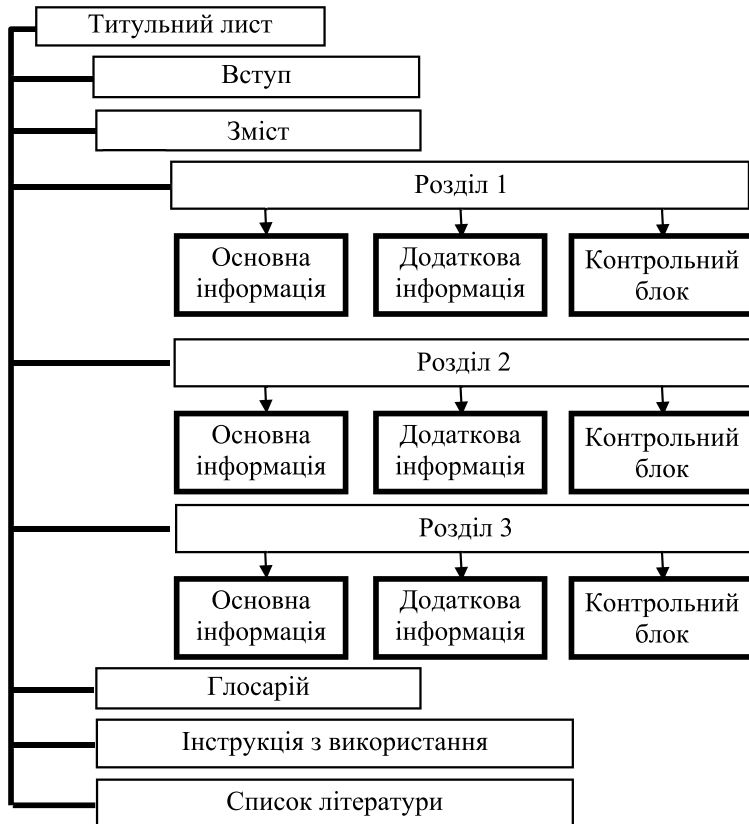 Титульний лист
Вступ
Зміст
Розділ 1
Основна
інформація
Додаткова
інформація
Контрольний
блок
Розділ 2
Основна
інформація
Додаткова
інформація
Контрольний
блок
Розділ 3
Основна
інформація
Додаткова
інформація
Контрольний
блок
Глосарій
Інструкція з використання
Список літератури